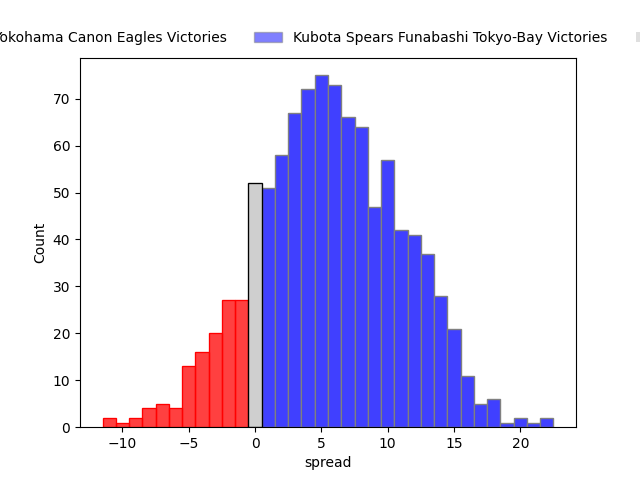 Yokohama Canon Eagles Victories Kubota Spears Funabashi Tokyo-Bay Victories
70
60
50
40
30
20
10
0
Count
−10 −5 0 5 10 15 20
spread